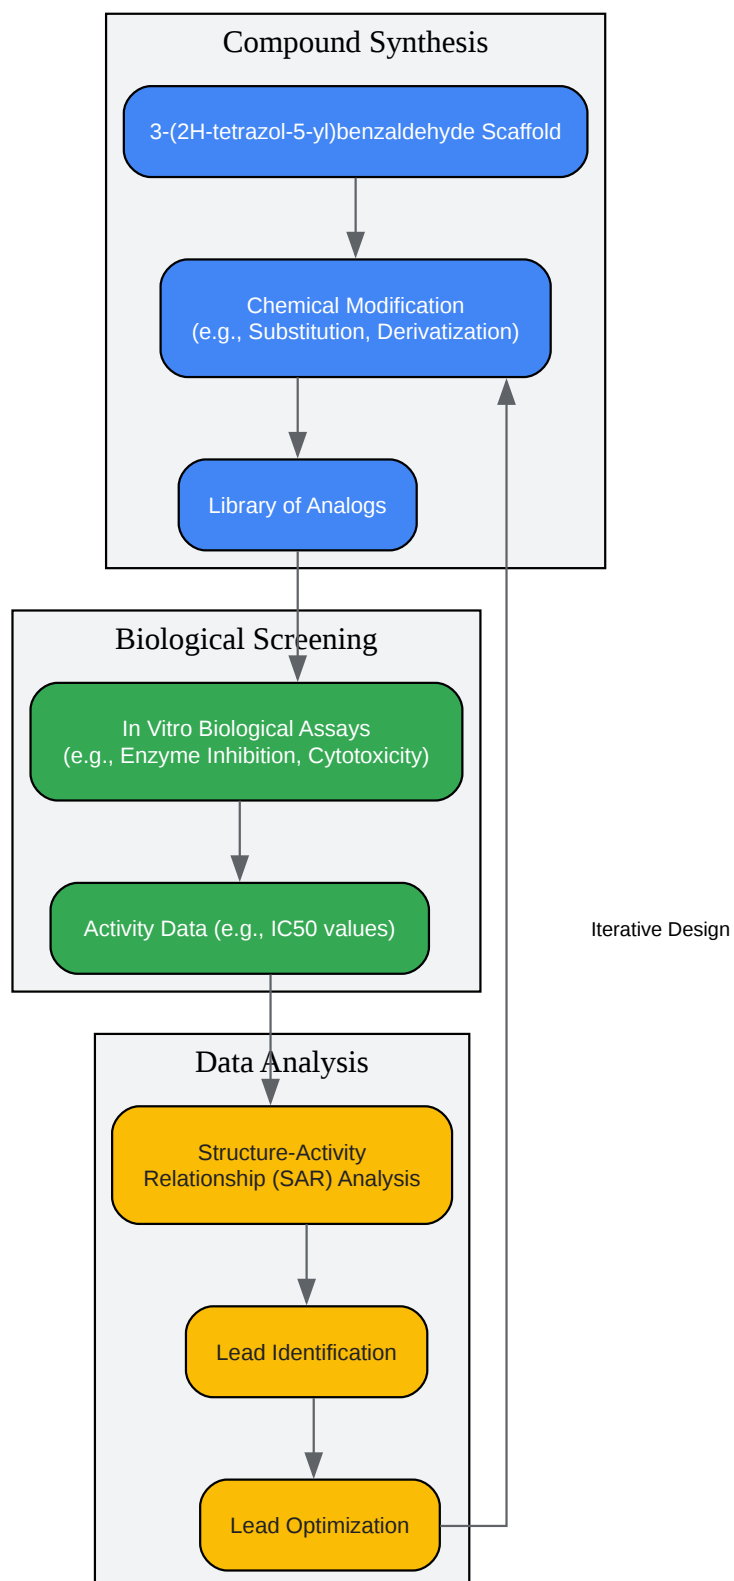 Compound Synthesis
3-(2H-tetrazol-5-yl)benzaldehyde Scaffold
Chemical Modification
(e.g., Substitution, Derivatization)
Library of Analogs
Biological Screening
In Vitro Biological Assays
(e.g., Enzyme Inhibition, Cytotoxicity)
Activity Data (e.g., IC50 values)
Iterative Design
Data Analysis
Structure-Activity
Relationship (SAR) Analysis
Lead Identification
Lead Optimization